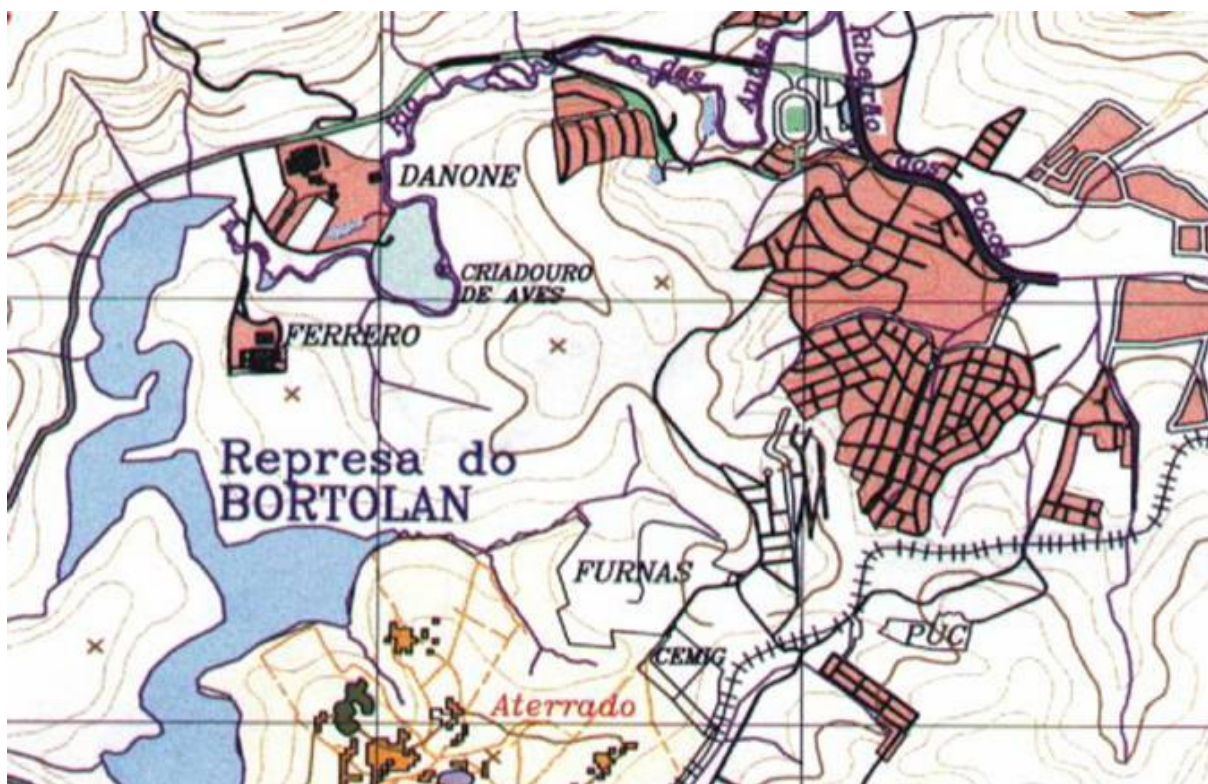 Rio
das
Antas
Ribeirão
dos
Poços
DANONE
CRIADOURO
DE AVES
FERRERO
Represa do
BORTOLAN
FURNAS
PUC
CEMIG
Aterrado